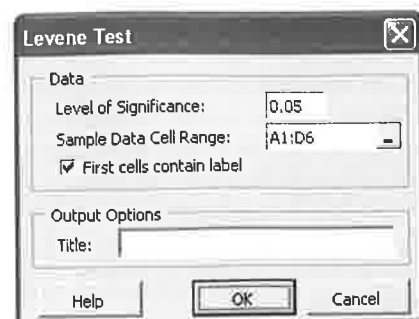 Levene Test
Data
Level of Significance: 0.05
Sample Data Cell Range: A1:D6
First cells contain label
Output Options
Title:
Help OK Cancel